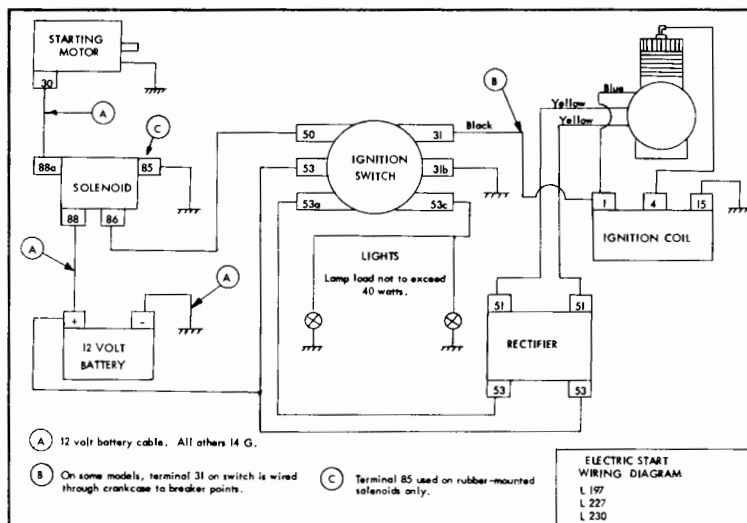 STARTING
MOTOR
30
A
C
88a
85
SOLENOID
88
86
A
A
+
-
12 VOLT
BATTERY
50
31
Black
B
53
IGNITION
SWITCH
31b
53a
53c
LIGHTS
Lamp load not to exceed
40 watts.
Blue
Yellow
Yellow
1
4
15
IGNITION COIL
51
51
RECTIFIER
53
53
A 12 volt battery cable. All others 14 G.
B On some models, terminal 31 on switch is wired
through crankcase to breaker points.
C Terminal 85 used on rubber-mounted
solenoids only.
ELECTRIC START
WIRING DIAGRAM
L 197
L 227
L 230